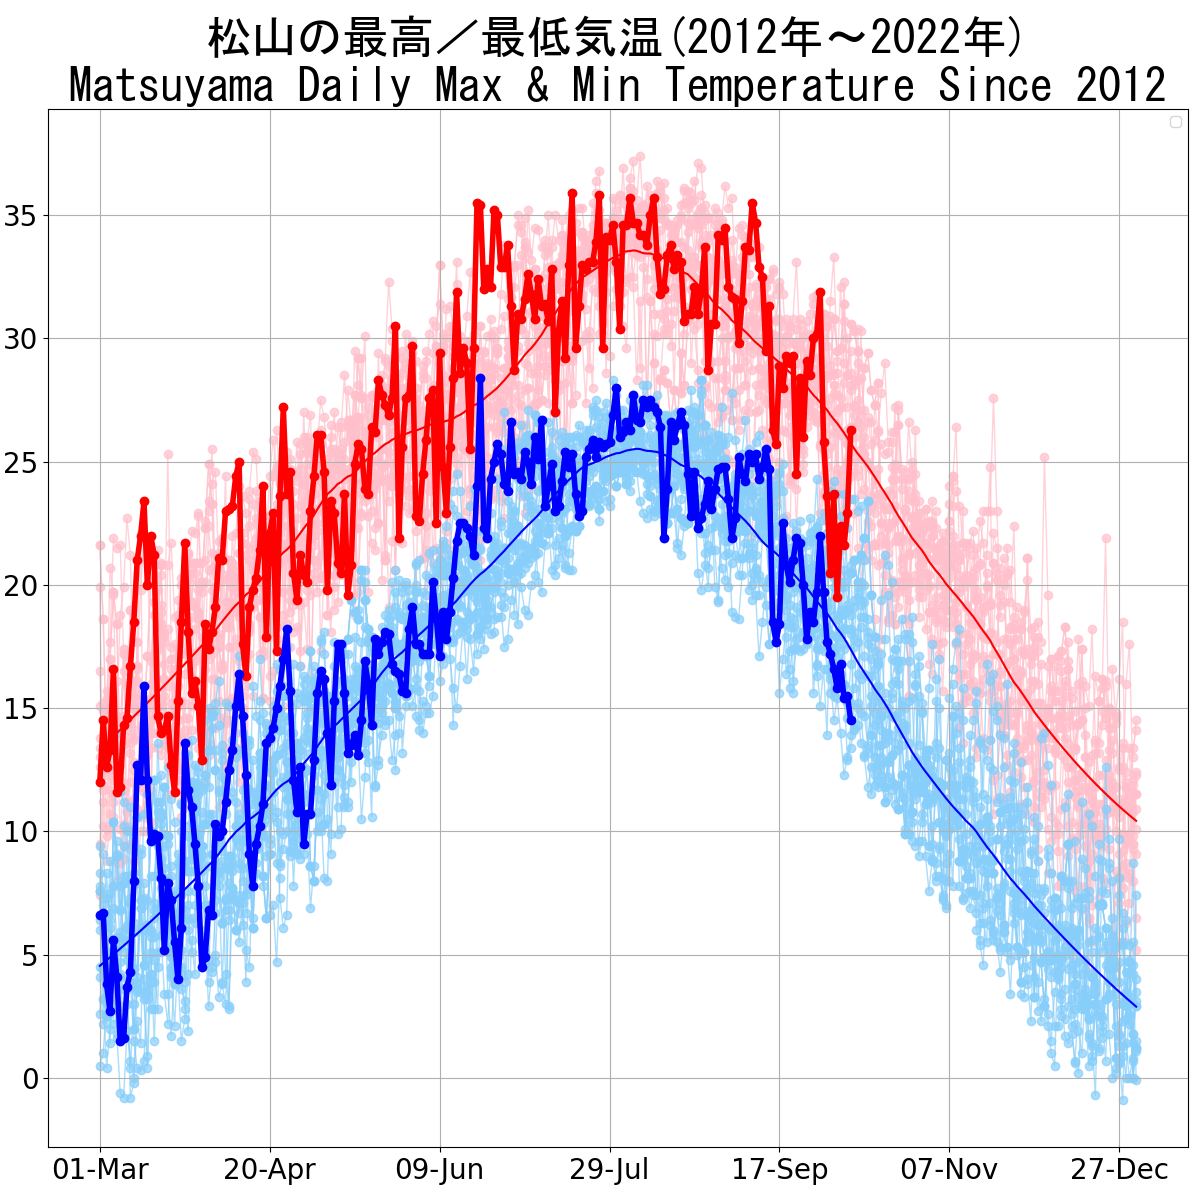 松山の最高／最低気温(2012年～2022年)
Matsuyama Daily Max & Min Temperature Since 2012
35
30
25
20
15
10
5
0
01-Mar 20-Apr 09-Jun 29-Jul 17-Sep 07-Nov 27-Dec